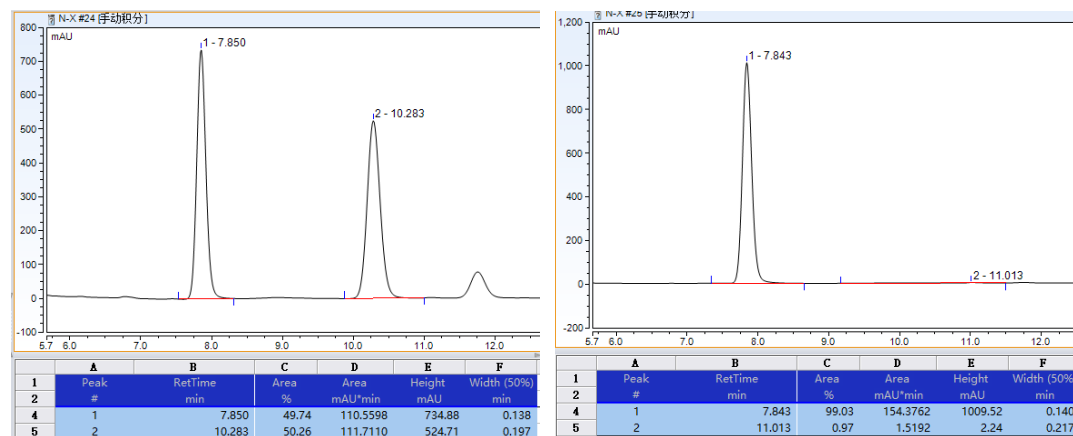 N-X #24 [手动积分]
800
mAU
1 - 7.850
700
600
2 - 10.283
500
400
300
200
100
0
-100
5.7 6.0 7.0 8.0 9.0 10.0 11.0 12.0
A B C D E F
1 Peak RetTime Area Area Height Width (50%)
2 # min % mAU*min mAU min
4 1 7.850 49.74 110.5598 734.88 0.138
5 2 10.283 50.26 111.7110 524.71 0.197
N-X #25 [手动积分]
1,200
mAU
1 - 7.843
1,000
800
600
400
200
2 - 11.013
0
-200
5.7 6.0 7.0 8.0 9.0 10.0 11.0 12.0
A B C D E F
1 Peak RetTime Area Area Height Width (50%
2 # min % mAU*min mAU min
4 1 7.843 99.03 154.3762 1009.52 0.140
5 2 11.013 0.97 1.5192 2.24 0.217